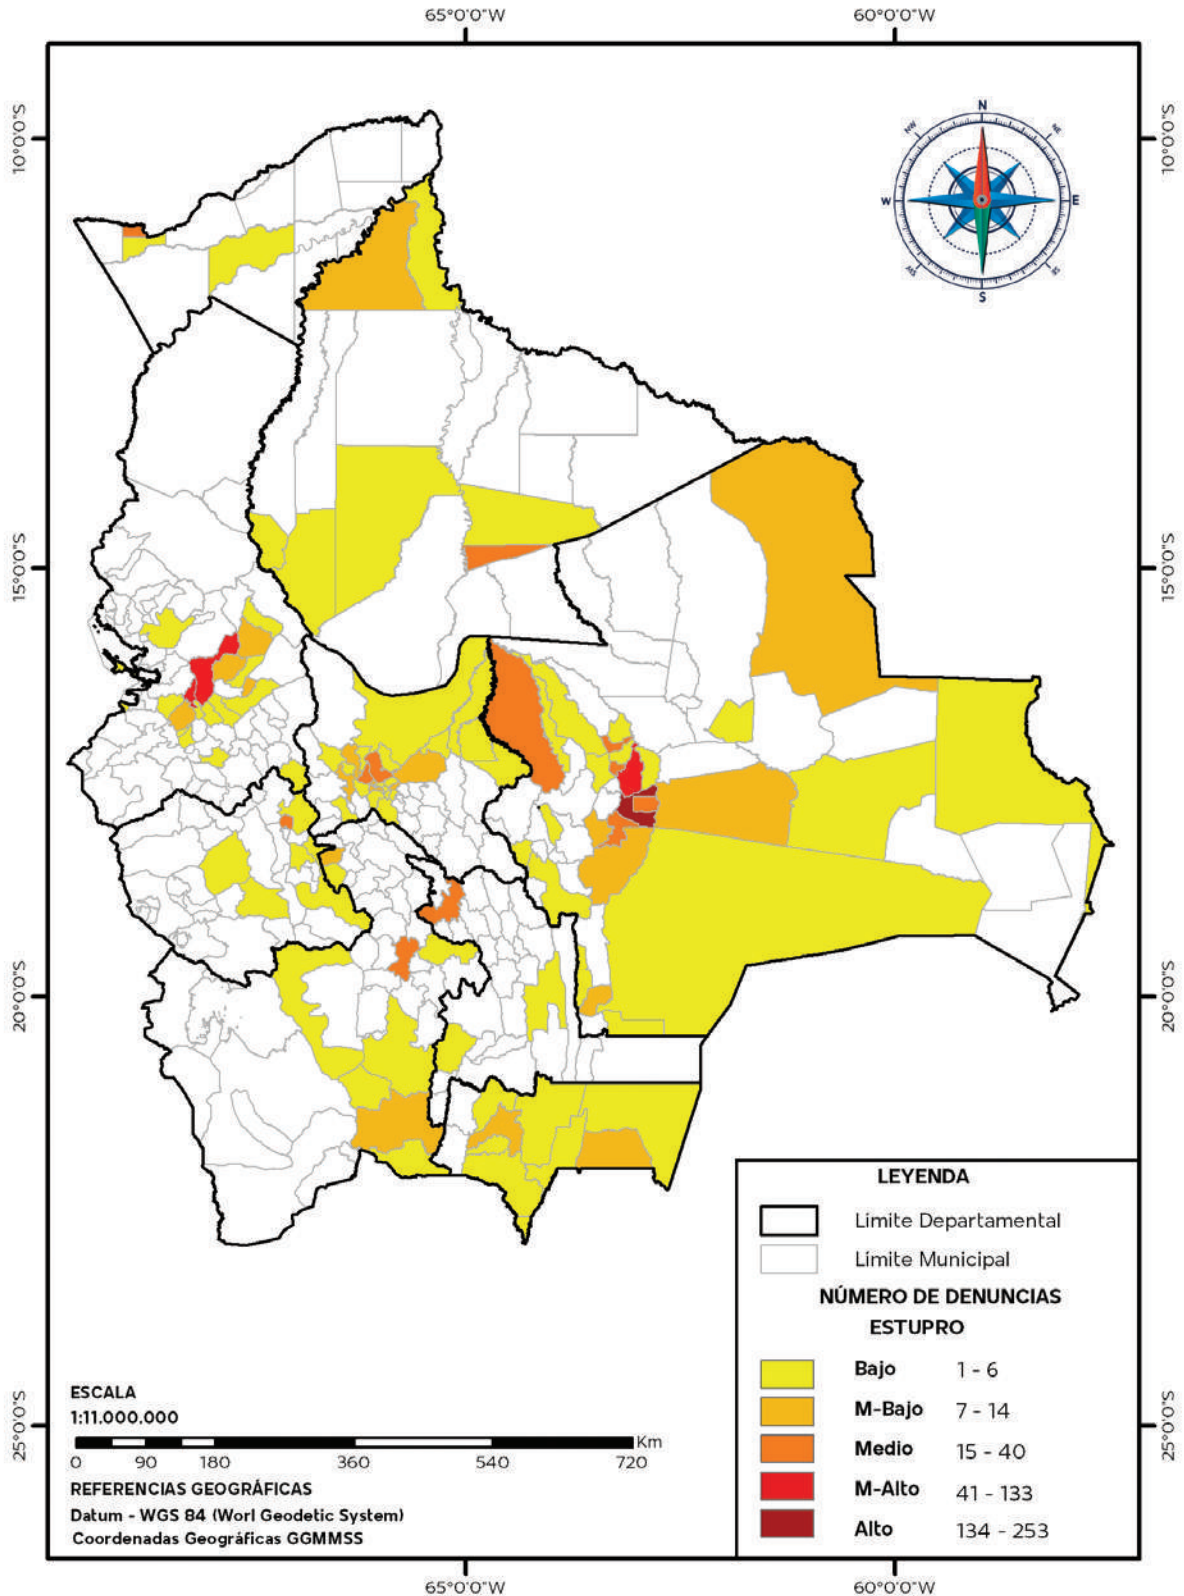 65°0'0"W 60°0'0"W
10°0'0"S 10°0'0"S
N
NW NE
W E
S
15°0'0"S 15°0'0"S
20°0'0"S 20°0'0"S
LEYENDA
Límite Departamental
Límite Municipal
NÚMERO DE DENUNCIAS
ESTUPRO
Bajo 1 - 6
M-Bajo 7 - 14
Medio 15 - 40
M-Alto 41 - 133
Alto 134 - 253
ESCALA
1:11.000.000
25°0'0"S 25°0'0"S
Km
0 90 180 360 540 720
REFERENCIAS GEOGRÁFICAS
Datum - WGS 84 (Worl Geodetic System)
Coordenadas Geográficas GGMMSS
65°0'0"W 60°0'0"W